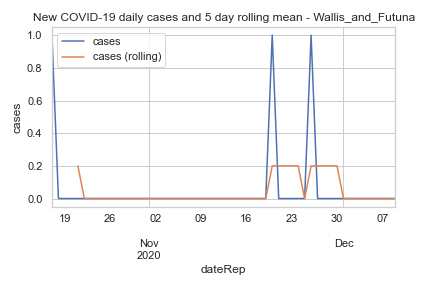 New COVID-19 daily cases and 5 day rolling mean - Wallis_and_Futuna
cases
cases (rolling)
1.0
0.8
0.6
0.4
0.2
0.0
cases
19 26 02 09 16 23 30 07
Nov Dec
2020
dateRep